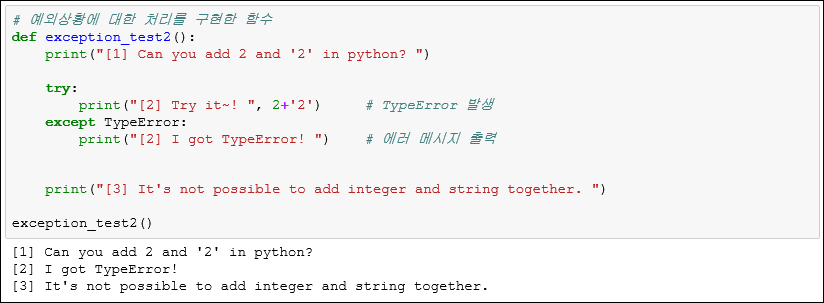 # 예외상황에 대한 처리를 구현한 함수
def exception_test2():
    print("[1] Can you add 2 and '2' in python? ")
    try:
        print("[2] Try it~! ", 2+'2')     # TypeError 발생
    except TypeError:
        print("[2] I got TypeError! ")    # 에러 메시지 출력
    print("[3] It's not possible to add integer and string together. ")
exception_test2()
[1] Can you add 2 and '2' in python?
[2] I got TypeError!
[3] It's not possible to add integer and string together.